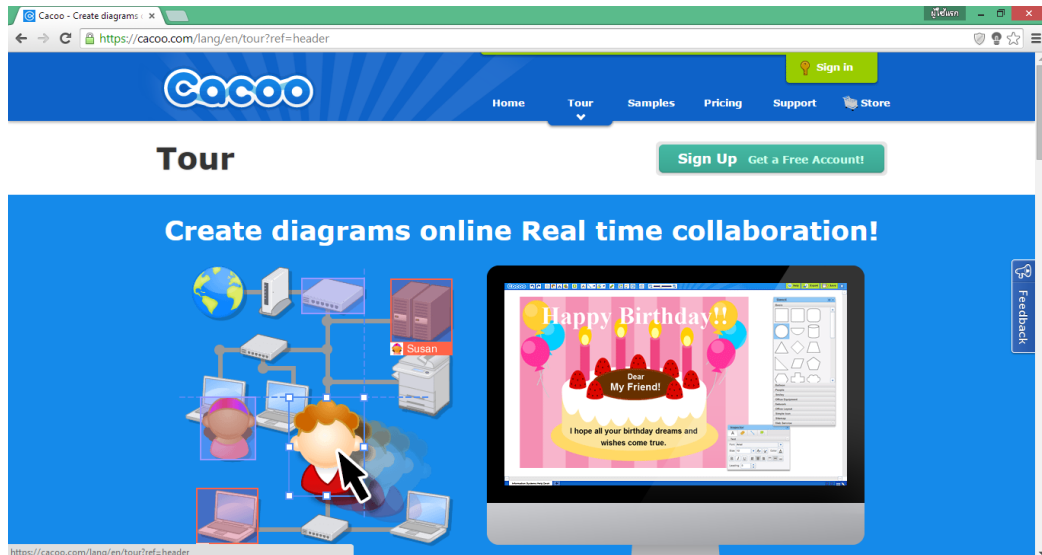 Cacoo - Create diagrams o
ผู้ใช้แรก
https://cacoo.com/lang/en/tour?ref=header
Sign in
Cacoo
Home Tour Samples Pricing Support Store
Tour
Sign Up Get a Free Account!
Create diagrams online Real time collaboration!
Happy Birthday!!
Susan
Dear
My Friend!
I hope all your birthday dreams and
wishes come true.
Feedback
https://cacoo.com/lang/en/tour?ref=header